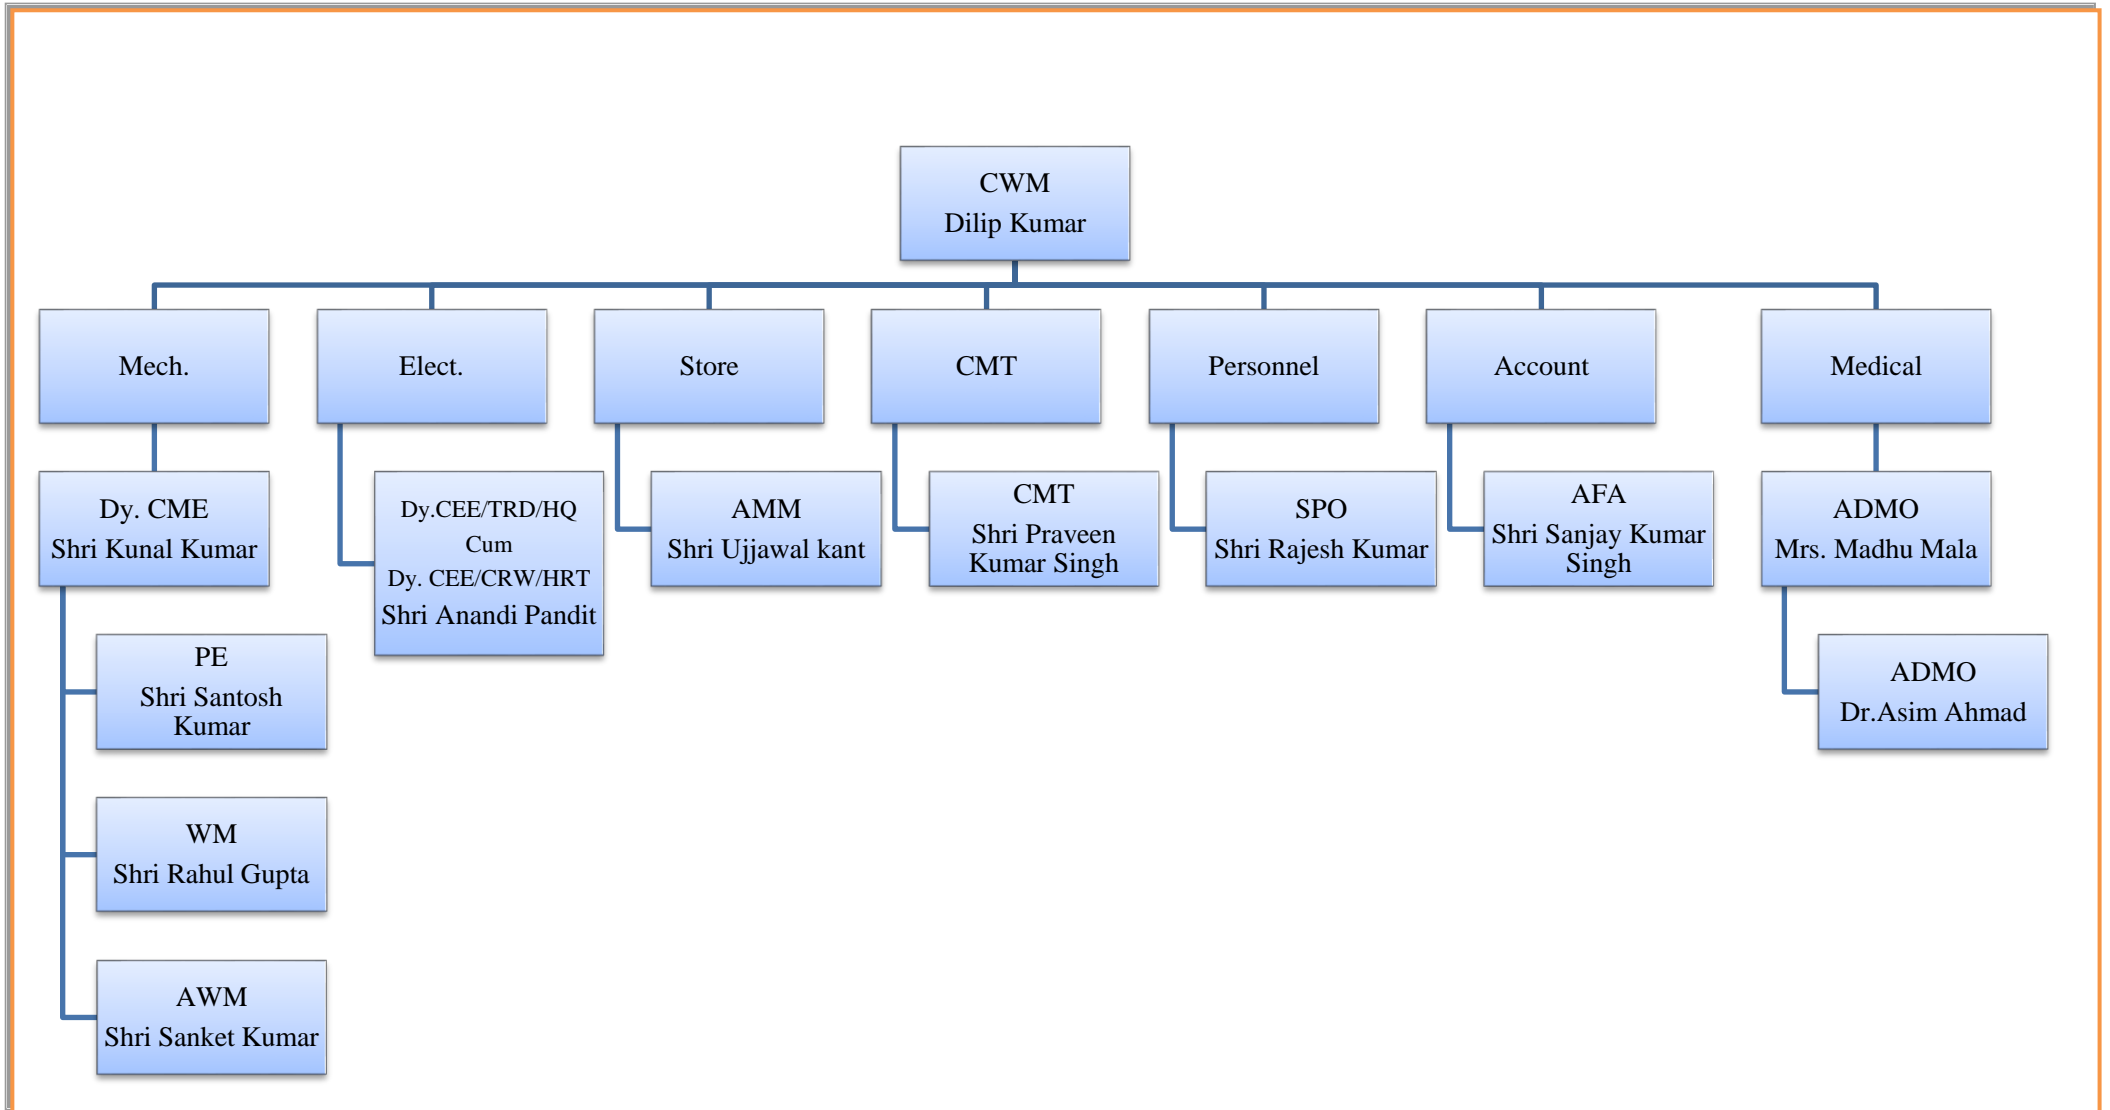 CWM
Dilip Kumar
Mech.
Elect.
Store
CMT
Personnel
Account
Medical
Dy. CME
Shri Kunal Kumar
Dy.CEE/TRD/HQ
Cum
Dy. CEE/CRW/HRT
Shri Anandi Pandit
AMM
Shri Ujjawal kant
CMT
Shri Praveen
Kumar Singh
SPO
Shri Rajesh Kumar
AFA
Shri Sanjay Kumar
Singh
ADMO
Mrs. Madhu Mala
PE
Shri Santosh
Kumar
ADMO
Dr.Asim Ahmad
WM
Shri Rahul Gupta
AWM
Shri Sanket Kumar